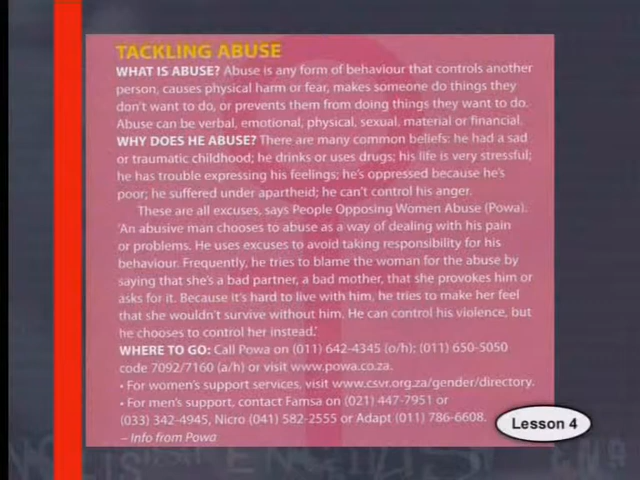 TACKLING ABUSE
WHAT IS ABUSE? Abuse is any form of behaviour that controls another
person, causes physical harm or fear, makes someone do things they
don't want to do, or prevents them from doing things they want to do.
Abuse can be verbal, emotional, physical, sexual, material or financial.
WHY DOES HE ABUSE? There are many common beliefs: he had a sad
or traumatic childhood; he drinks or uses drugs; his life is very stressful;
he has trouble expressing his feelings; he's oppressed because he's
poor; he suffered under apartheid; he can't control his anger.
These are all excuses, says People Opposing Women Abuse (Powa).
'An abusive man chooses to abuse as a way of dealing with his pain
or problems. He uses excuses to avoid taking responsibility for his
behaviour. Frequently, he tries to blame the woman for the abuse by
saying that she's a bad partner, a bad mother, that she provokes him or
asks for it. Because it's hard to live with him, he tries to make her feel
that she wouldn't survive without him. He can control his violence, but
he chooses to control her instead.'
WHERE TO GO: Call Powa on (011) 642-4345 (o/h); (011) 650-5050
code 7092/7160 (a/h) or visit www.powa.co.za.
• For women's support services, visit www.csvr.org.za/gender/directory.
• For men's support, contact Famsa on (021) 447-7951 or
(033) 342-4945, Nicro (041) 582-2555 or Adapt (011) 786-6608.
– Info from Powa
Lesson 4